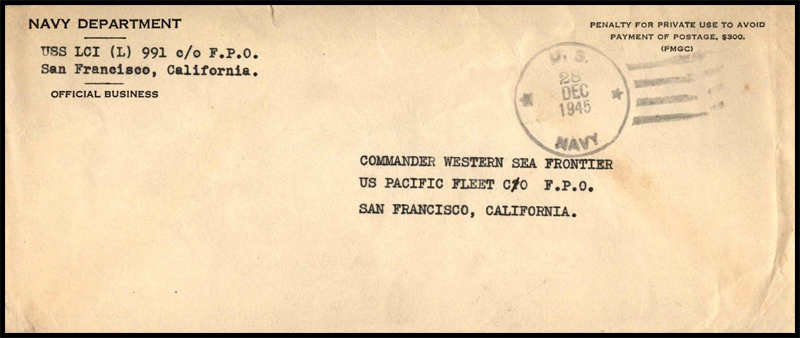 NAVY DEPARTMENT
USS LCI (L) 991 c/o F.P.O.
San Francisco, California.
OFFICIAL BUSINESS
PENALTY FOR PRIVATE USE TO AVOID
PAYMENT OF POSTAGE, $300.
(PMGC)
U. S.
28
DEC
1945
NAVY
COMMANDER WESTERN SEA FRONTIER
US PACIFIC FLEET C/O F.P.O.
SAN FRANCISCO, CALIFORNIA.